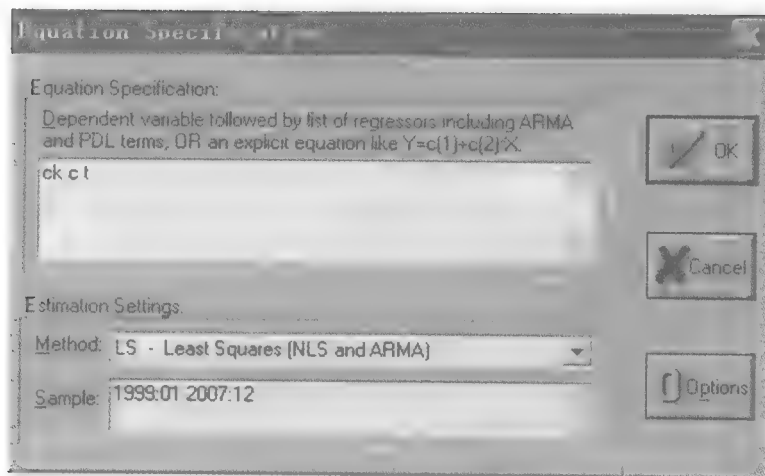 Equation Specif
Equation Specification:
Dependent variable followed by list of regressors including ARMA
and PDL terms, OR an explicit equation like Y=c(1)+c(2)*X.
ck c t
OK
Cancel
Estimation Settings:
Method: LS - Least Squares (NLS and ARMA)
Sample: 1999:01 2007:12
Options